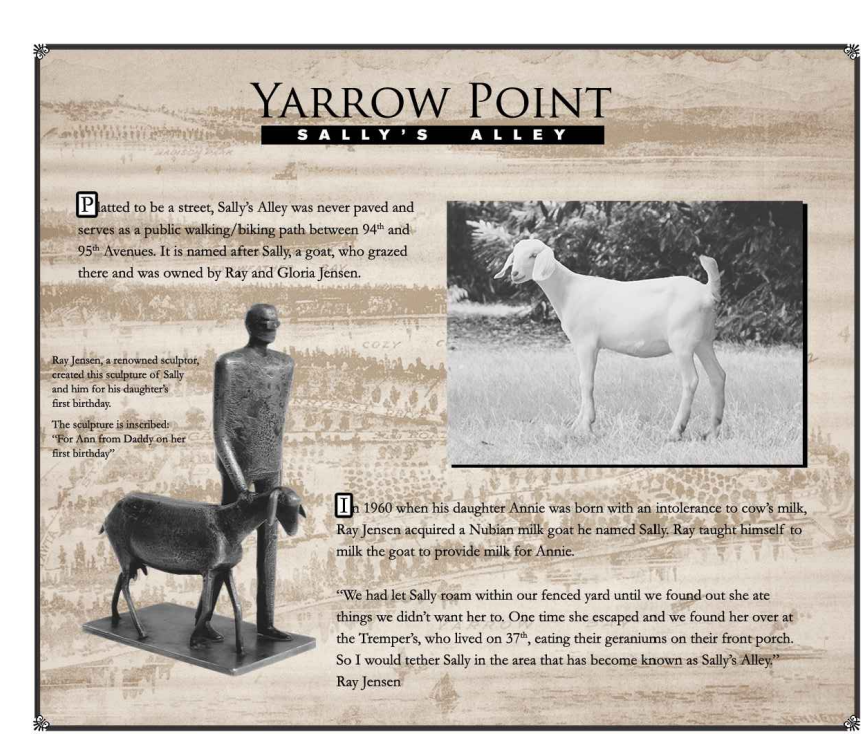 YARROW POINT
SALLY'S ALLEY
Platted to be a street, Sally's Alley was never paved and
serves as a public walking/biking path between 94th and
95th Avenues. It is named after Sally, a goat, who grazed
there and was owned by Ray and Gloria Jensen.
Ray Jensen, a renowned sculptor,
created this sculpture of Sally
and him for his daughter's
first birthday.
The sculpture is inscribed:
"For Ann from Daddy on her
first birthday"
COZY
In 1960 when his daughter Annie was born with an intolerance to cow's milk,
Ray Jensen acquired a Nubian milk goat he named Sally. Ray taught himself to
milk the goat to provide milk for Annie.
"We had let Sally roam within our fenced yard until we found out she ate
things we didn't want her to. One time she escaped and we found her over at
the Tremper's, who lived on 37th, eating their geraniums on their front porch.
So I would tether Sally in the area that has become known as Sally's Alley."
Ray Jensen